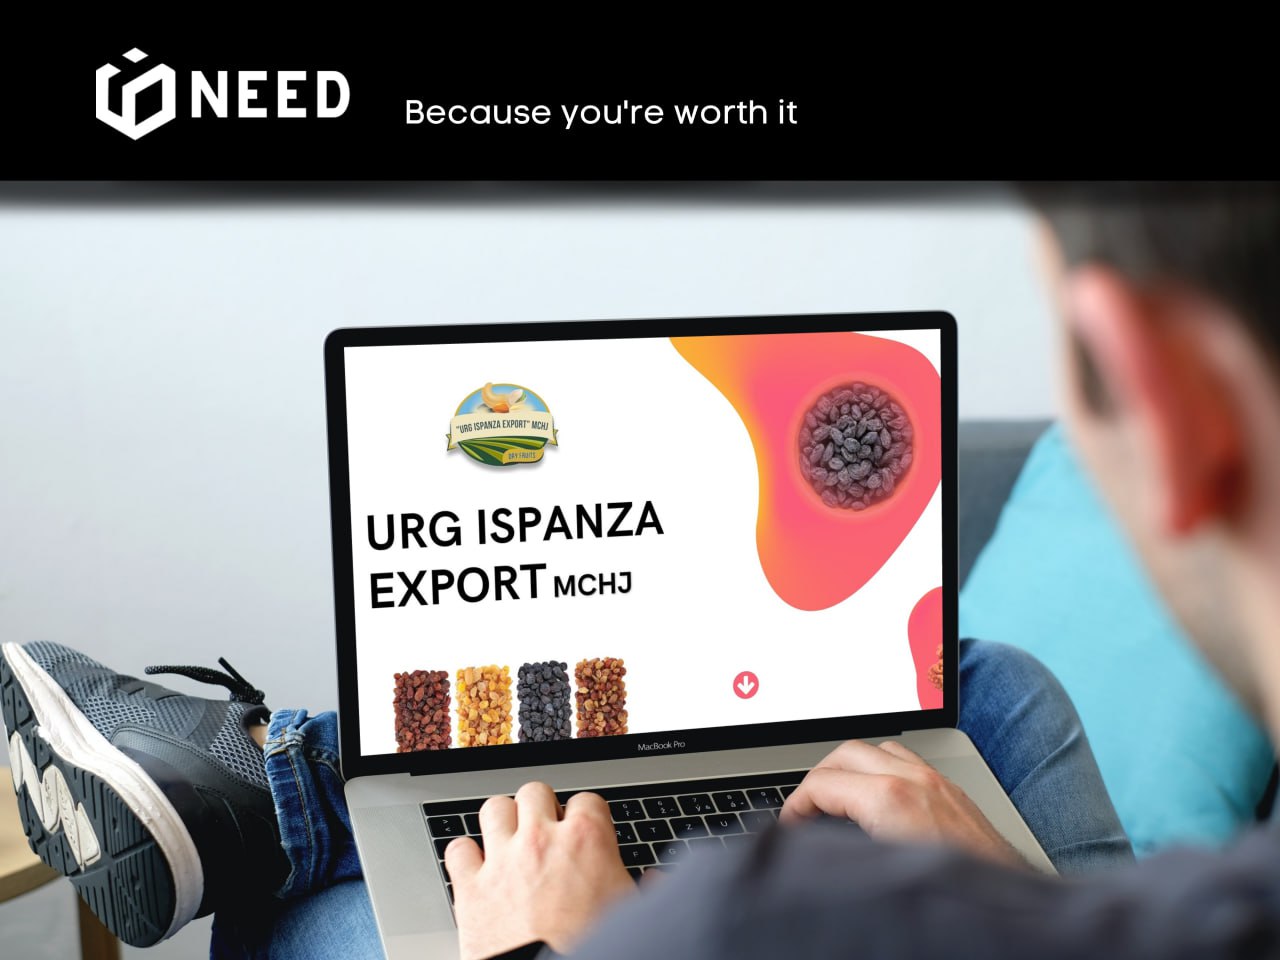 NEED
Because you're worth it
"URG ISPANZA EXPORT" MCHJ
DRY FRUITS
URG ISPANZA
EXPORT MCHJ
MacBook Pro
R T Z U
F G